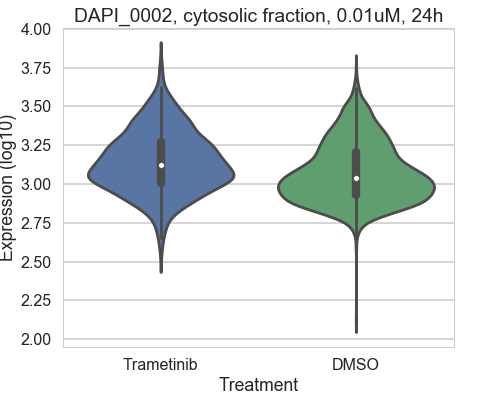 DAPI_0002, cytosolic fraction, 0.01uM, 24h
Expression (log10)
4.00
3.75
3.50
3.25
3.00
2.75
2.50
2.25
2.00
Trametinib
DMSO
Treatment